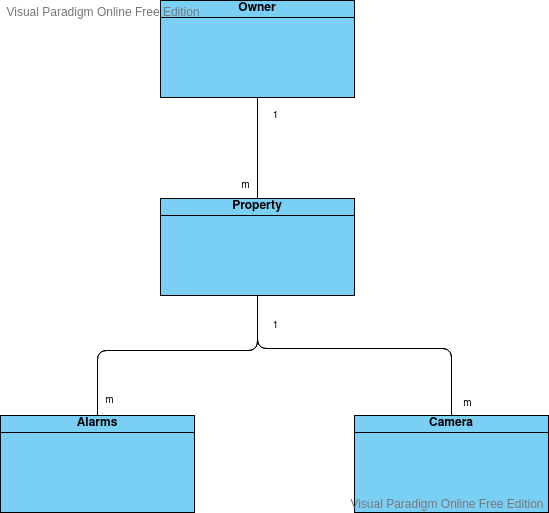 Visual Paradigm Online Free Edition
Owner
1
m
Property
1
m
m
Alarms
Camera
Visual Paradigm Online Free Edition